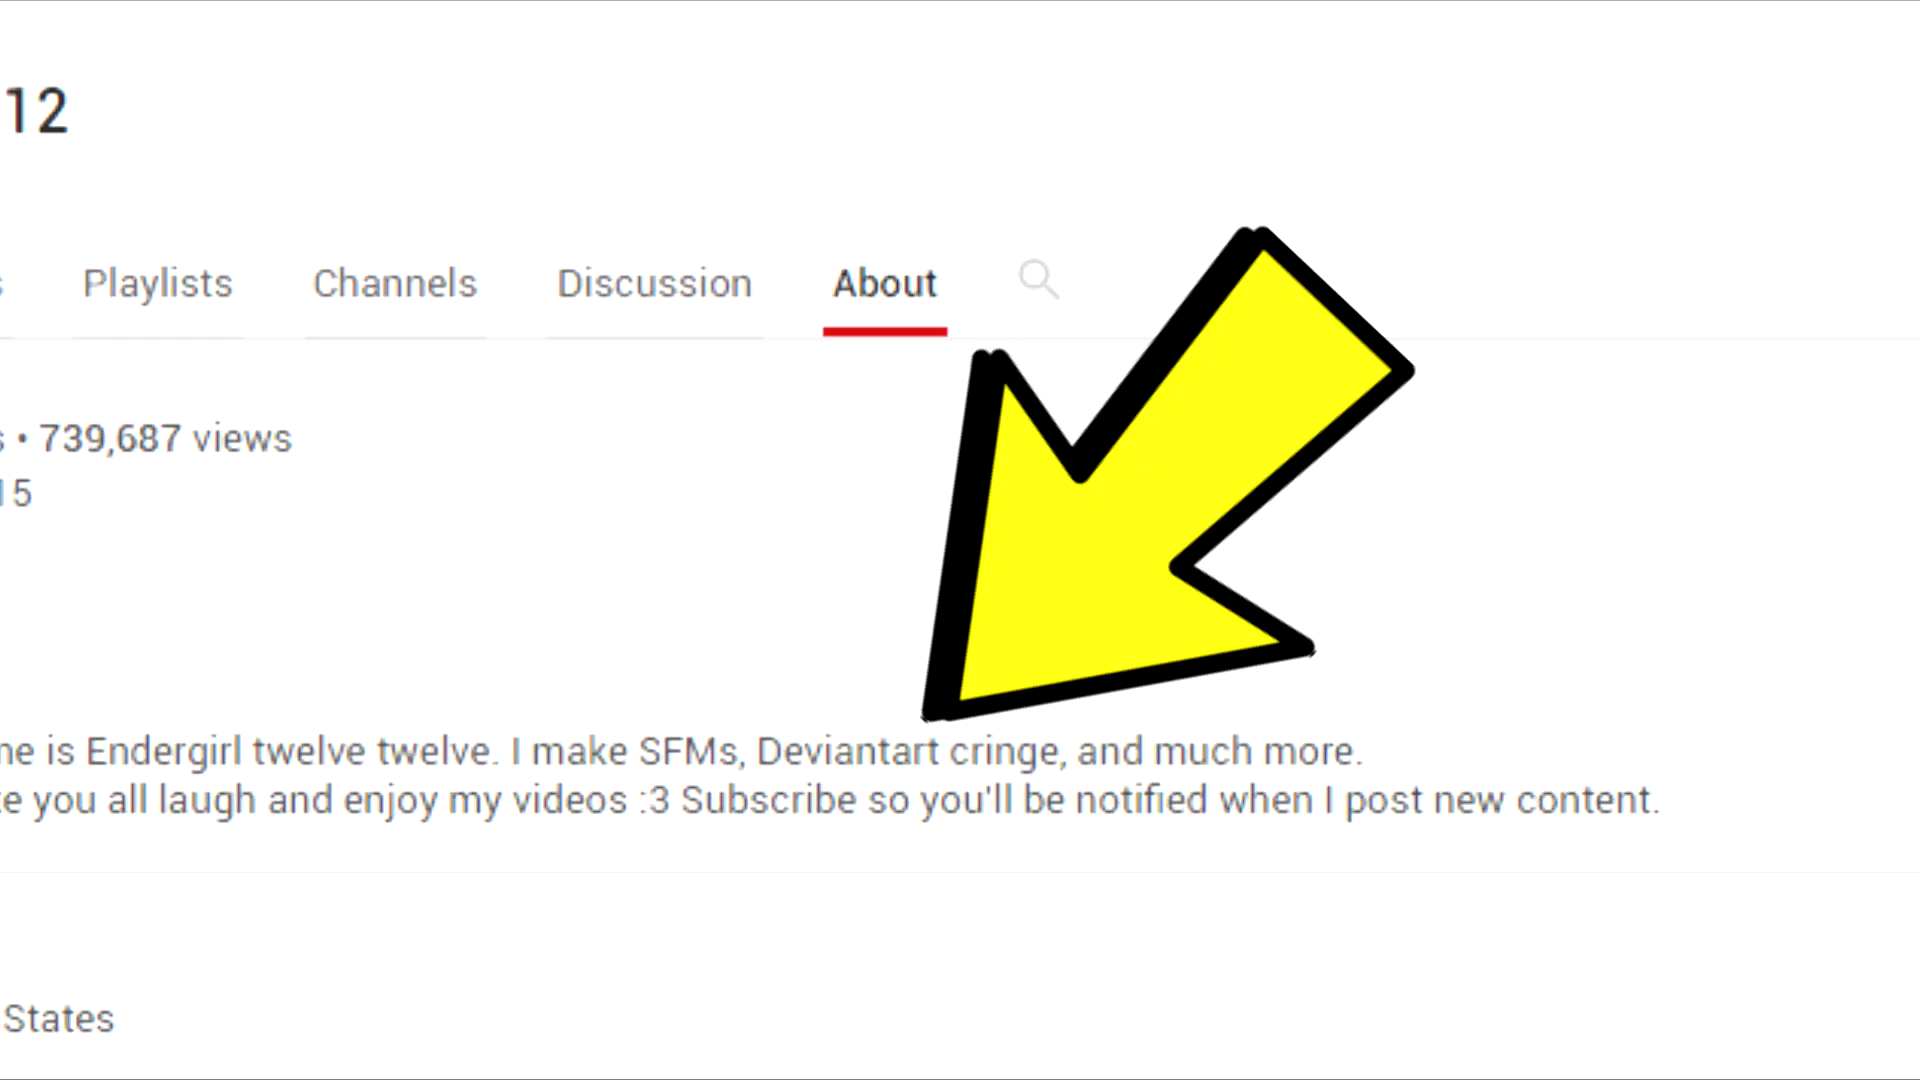 12
Playlists Channels Discussion About
• 739,687 views
15
is Endergirl twelve twelve. I make SFMs, Deviantart cringe, and much more.
you all laugh and enjoy my videos :3 Subscribe so you'll be notified when I post new content.
States